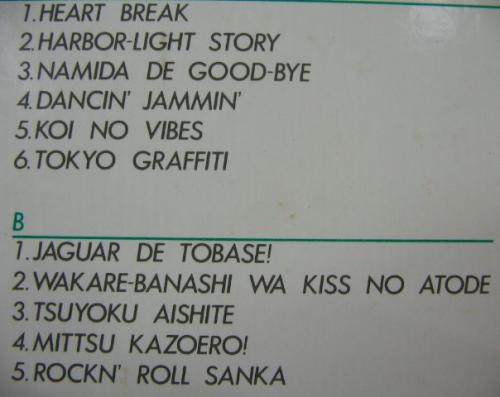 1. HEART BREAK
2. HARBOR-LIGHT STORY
3. NAMIDA DE GOOD-BYE
4. DANCIN' JAMMIN'
5. KOI NO VIBES
6. TOKYO GRAFFITI
B
1. JAGUAR DE TOBASE!
2. WAKARE-BANASHI WA KISS NO ATODE
3. TSUYOKU AISHITE
4. MITTSU KAZOERO!
5. ROCKN' ROLL SANKA